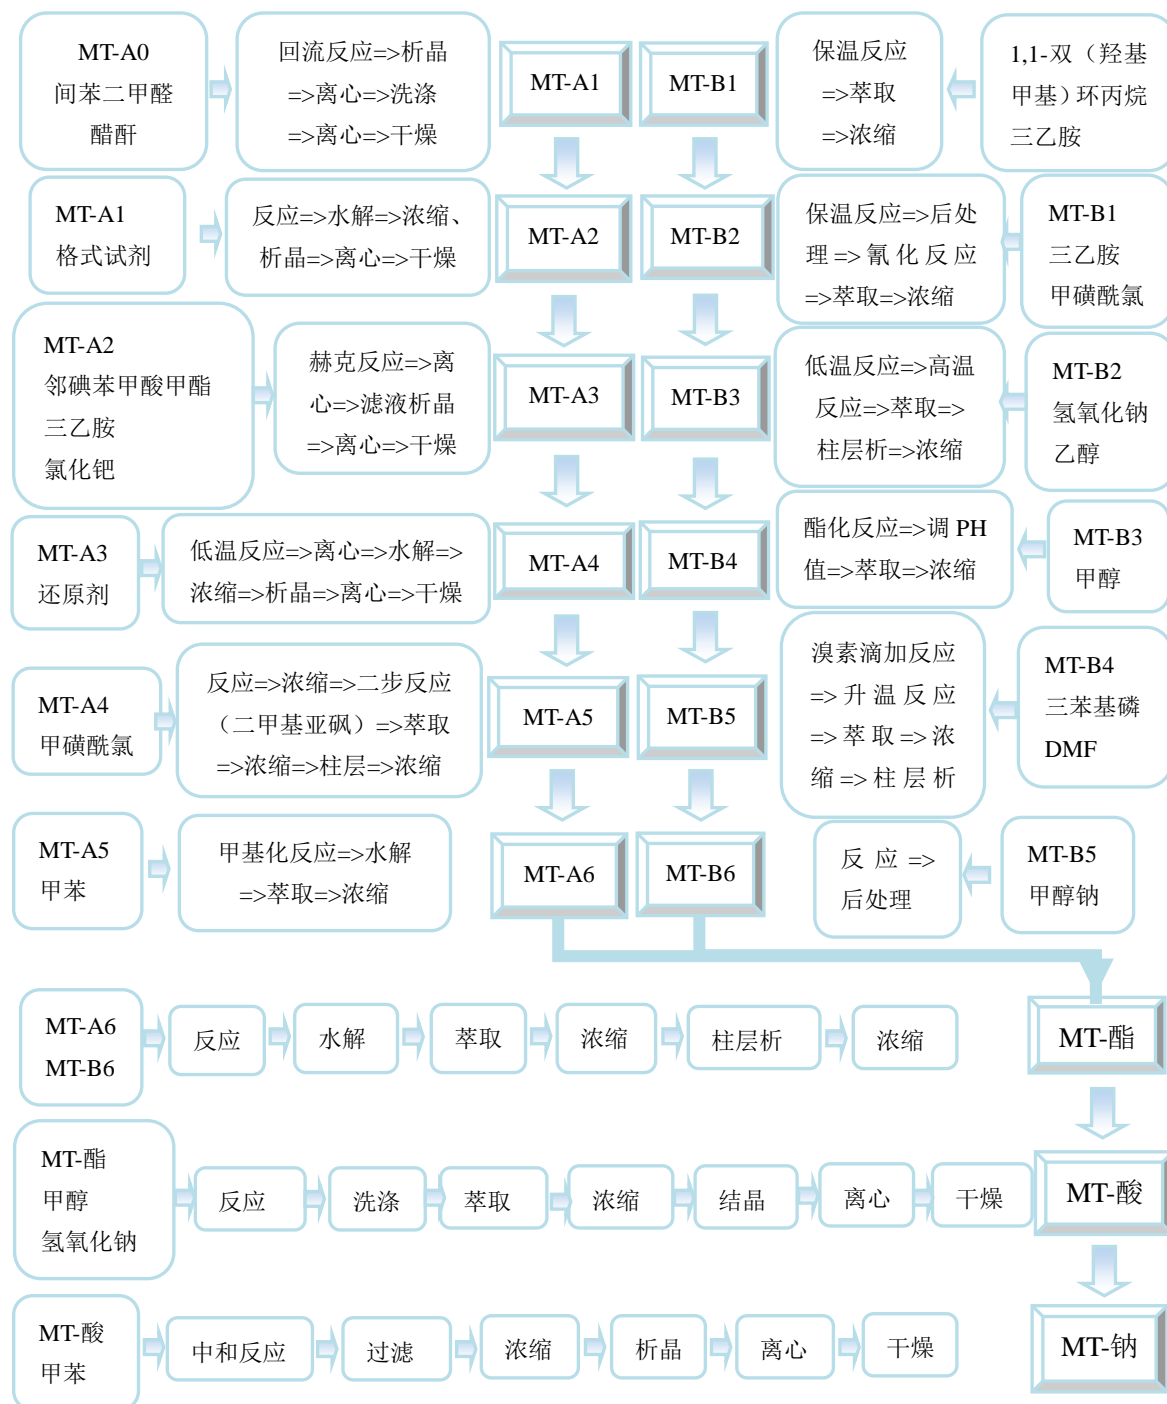 MT-A0
间苯二甲醛
醋酐
回流反应=>析晶
=>离心=>洗涤
=>离心=>干燥
MT-A1
MT-B1
保温反应
=>萃取
=>浓缩
1,1-双（羟基
甲基）环丙烷
三乙胺
MT-A1
格式试剂
反应=>水解=>浓缩、
析晶=>离心=>干燥
MT-A2
MT-B2
保温反应=>后处
理=>氰化反应
=>萃取=>浓缩
MT-B1
三乙胺
甲磺酰氯
MT-A2
邻碘苯甲酸甲酯
三乙胺
氯化钯
赫克反应=>离
心=>滤液析晶
=>离心=>干燥
MT-A3
MT-B3
低温反应=>高温
反应=>萃取=>
柱层析=>浓缩
MT-B2
氢氧化钠
乙醇
MT-A3
还原剂
低温反应=>离心=>水解=>
浓缩=>析晶=>离心=>干燥
MT-A4
MT-B4
酯化反应=>调 PH
值=>萃取=>浓缩
MT-B3
甲醇
MT-A4
甲磺酰氯
反应=>浓缩=>二步反应
（二甲基亚砜）=>萃取
=>浓缩=>柱层=>浓缩
MT-A5
MT-B5
溴素滴加反应
=>升温反应
=>萃取=>浓
缩=>柱层析
MT-B4
三苯基磷
DMF
MT-A5
甲苯
甲基化反应=>水解
=>萃取=>浓缩
MT-A6
MT-B6
反应=>
后处理
MT-B5
甲醇钠
MT-A6
MT-B6
反应
水解
萃取
浓缩
柱层析
浓缩
MT-酯
MT-酯
甲醇
氢氧化钠
反应
洗涤
萃取
浓缩
结晶
离心
干燥
MT-酸
MT-酸
甲苯
中和反应
过滤
浓缩
析晶
离心
干燥
MT-钠